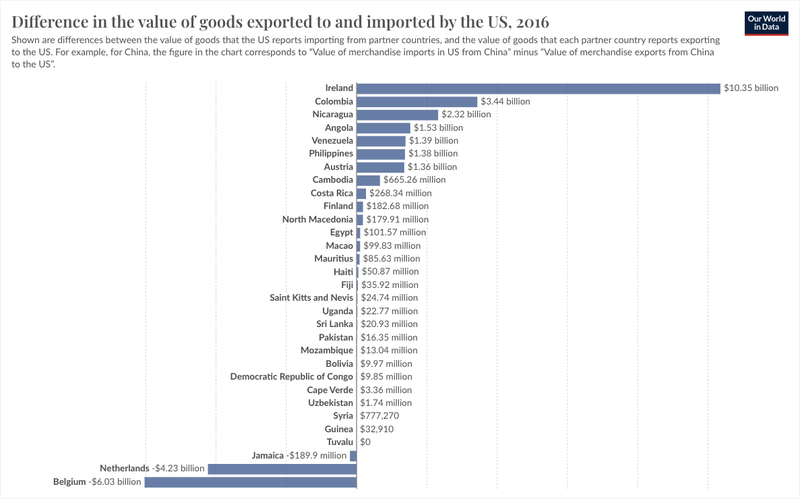 Difference in the value of goods exported to and imported by the US, 2016
Our World
in Data
Shown are differences between the value of goods that the US reports importing from partner countries, and the value of goods that each partner country reports exporting
to the US. For example, for China, the figure in the chart corresponds to "Value of merchandise imports in US from China" minus "Value of merchandise exports from China
to the US".
Ireland $10.35 billion
Colombia $3.44 billion
Nicaragua $2.32 billion
Angola $1.53 billion
Venezuela $1.39 billion
Philippines $1.38 billion
Austria $1.36 billion
Cambodia $665.26 million
Costa Rica $268.34 million
Finland $182.68 million
North Macedonia $179.91 million
Egypt $101.57 million
Macao $99.83 million
Mauritius $85.63 million
Haiti $50.87 million
Fiji $35.92 million
Saint Kitts and Nevis $24.74 million
Uganda $22.77 million
Sri Lanka $20.93 million
Pakistan $16.35 million
Mozambique $13.04 million
Bolivia $9.97 million
Democratic Republic of Congo $9.85 million
Cape Verde $3.36 million
Uzbekistan $1.74 million
Syria $777,270
Guinea $32,910
Tuvalu $0
Jamaica -$189.9 million
Netherlands -$4.23 billion
Belgium -$6.03 billion